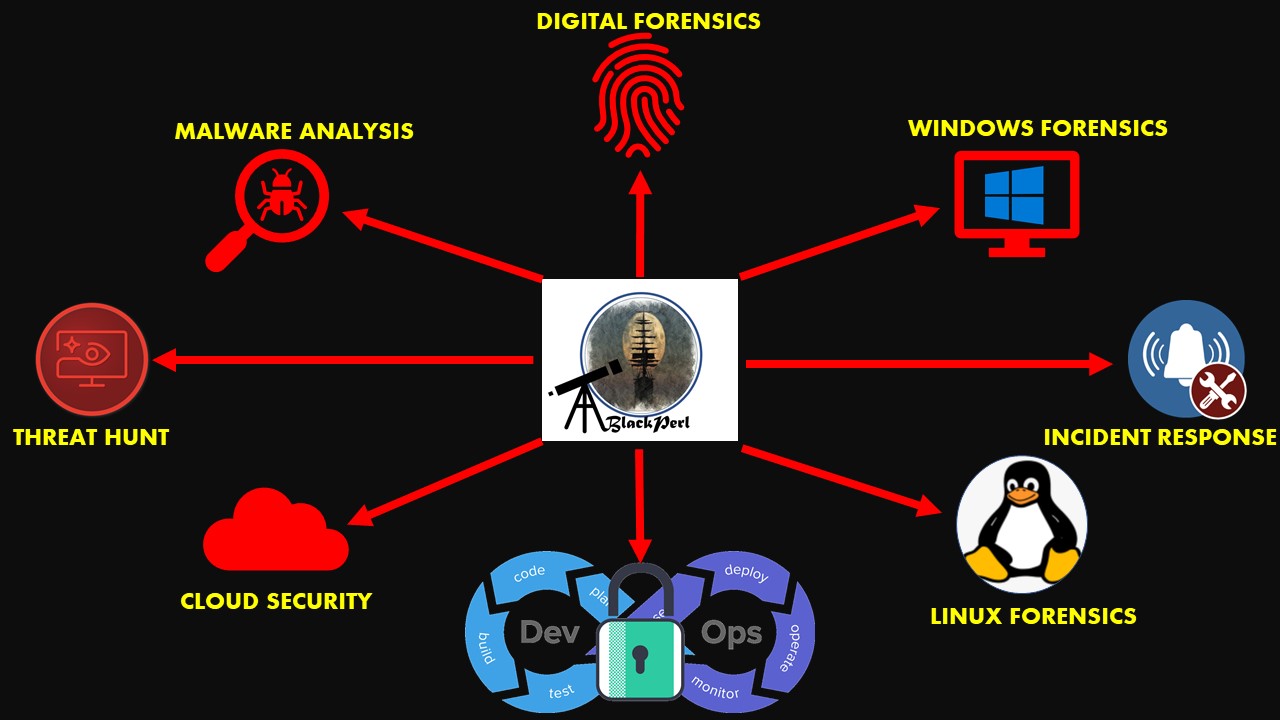 DIGITAL FORENSICS
MALWARE ANALYSIS
WINDOWS FORENSICS
BlackPerl
THREAT HUNT
INCIDENT RESPONSE
CLOUD SECURITY
LINUX FORENSICS
code
deploy
Dev
Ops
build
operate
test
monitor